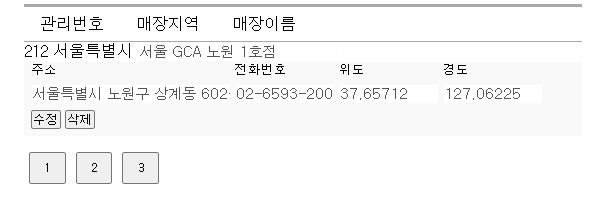 관리번호 매장지역 매장이름
212 서울특별시 서울 GCA 노원 1호점
주소 전화번호 위도 경도
서울특별시 노원구 상계동 602- 02-6593-200 37.65712 127.06225
수정 삭제
1 2 3